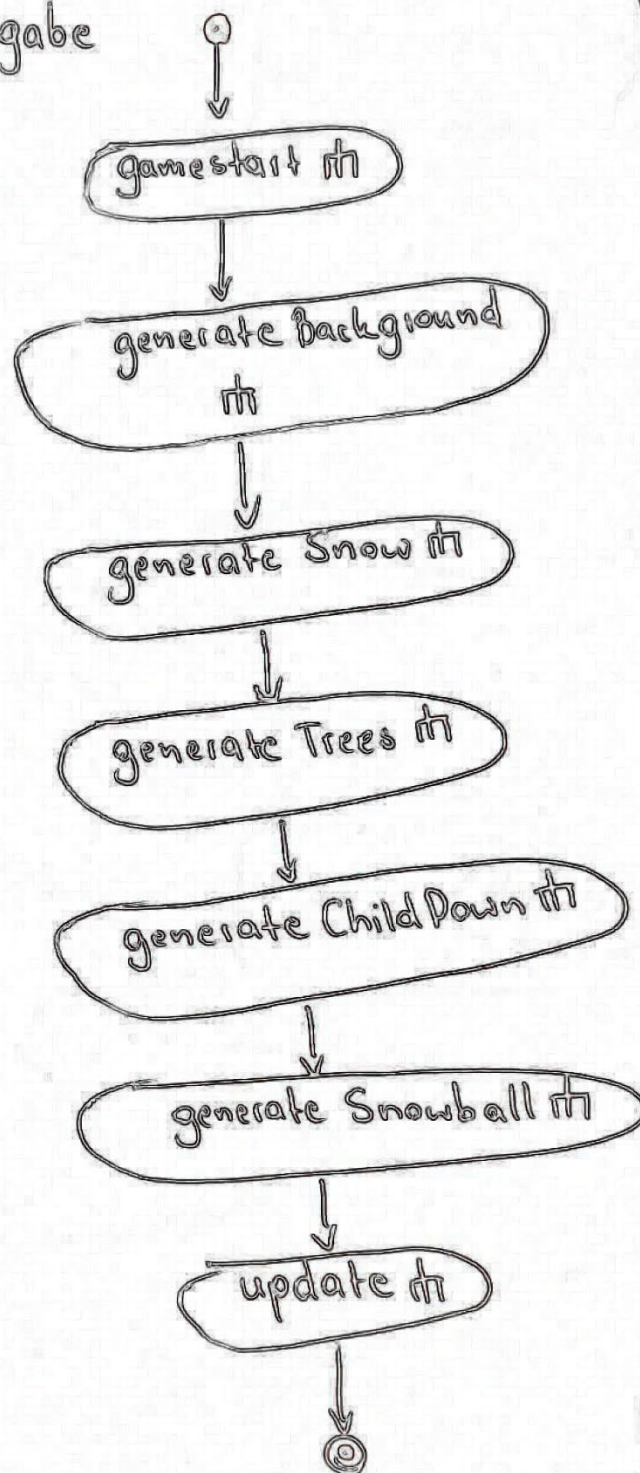 gabe
gamestart
generate Background
generate Snow
generate Trees
generate ChildDown
generate Snowball
update